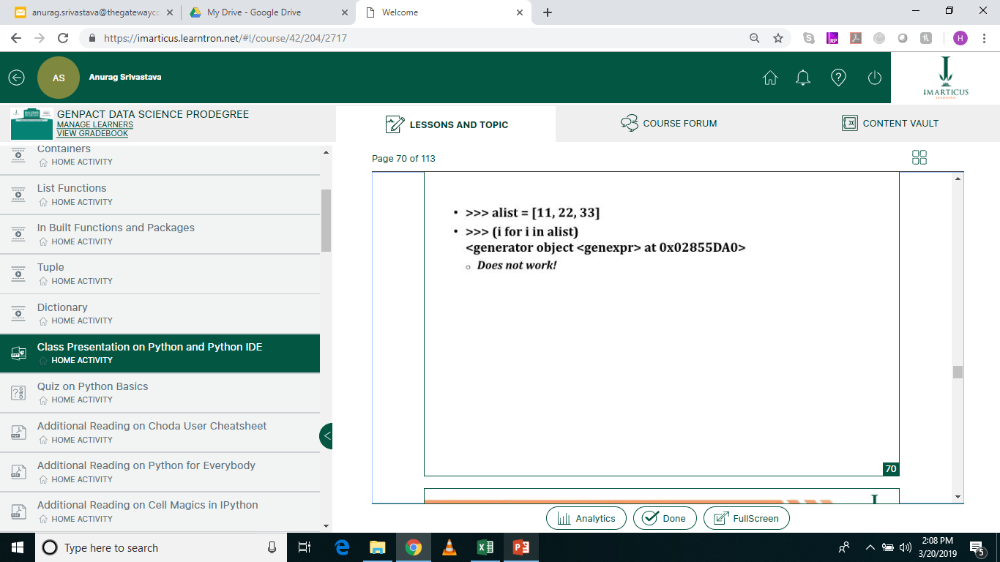 anurag.srivastava@thegatewayco
My Drive - Google Drive
Welcome
https://imarticus.learntron.net/#!/course/42/204/2717
RP
H
AS
Anurag Srivastava
IMARTICUS
LEARNING
GENPACT DATA SCIENCE PRODEGREE
MANAGE LEARNERS
VIEW GRADEBOOK
LESSONS AND TOPIC
COURSE FORUM
CONTENT VAULT
Containers
HOME ACTIVITY
List Functions
HOME ACTIVITY
In Built Functions and Packages
HOME ACTIVITY
Tuple
HOME ACTIVITY
Dictionary
HOME ACTIVITY
Class Presentation on Python and Python IDE
HOME ACTIVITY
Quiz on Python Basics
HOME ACTIVITY
Additional Reading on Choda User Cheatsheet
HOME ACTIVITY
Additional Reading on Python for Everybody
HOME ACTIVITY
Additional Reading on Cell Magics in IPython
HOME ACTIVITY
Page 70 of 113
• >>> alist = [11, 22, 33]
• >>> (i for i in alist)
<generator object <genexpr> at 0x02855DA0>
○ Does not work!
70
Analytics
Done
FullScreen
Type here to search
2:08 PM
3/20/2019
5